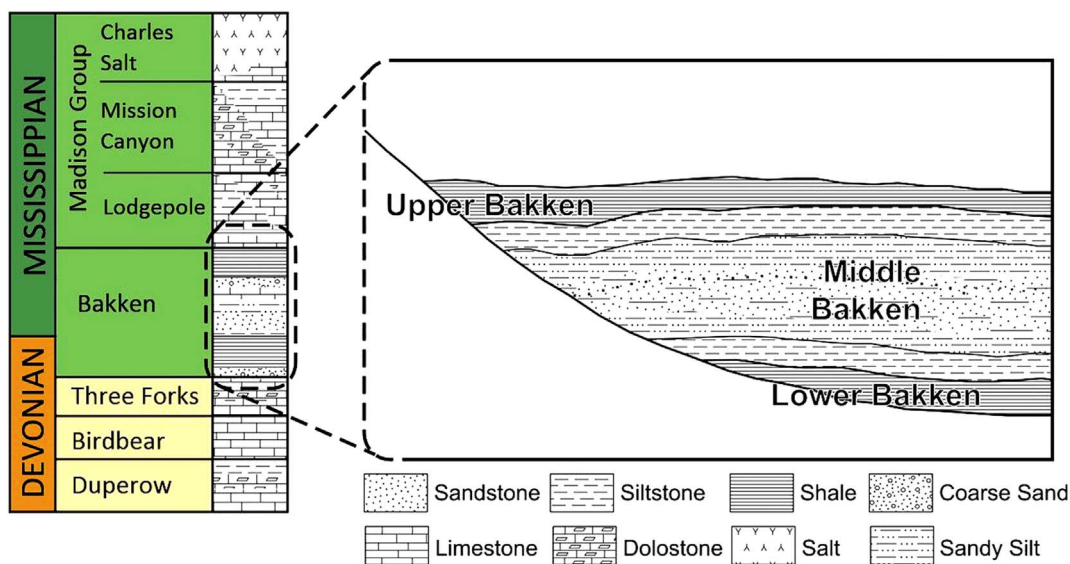 MISSISSIPPIAN
DEVONIAN
Madison Group
Charles
Salt
Mission
Canyon
Lodgepole
Bakken
Three Forks
Birdbear
Duperow
Upper Bakken
Middle
Bakken
Lower Bakken
Sandstone
Siltstone
Shale
Coarse Sand
Limestone
Dolostone
Salt
Sandy Silt